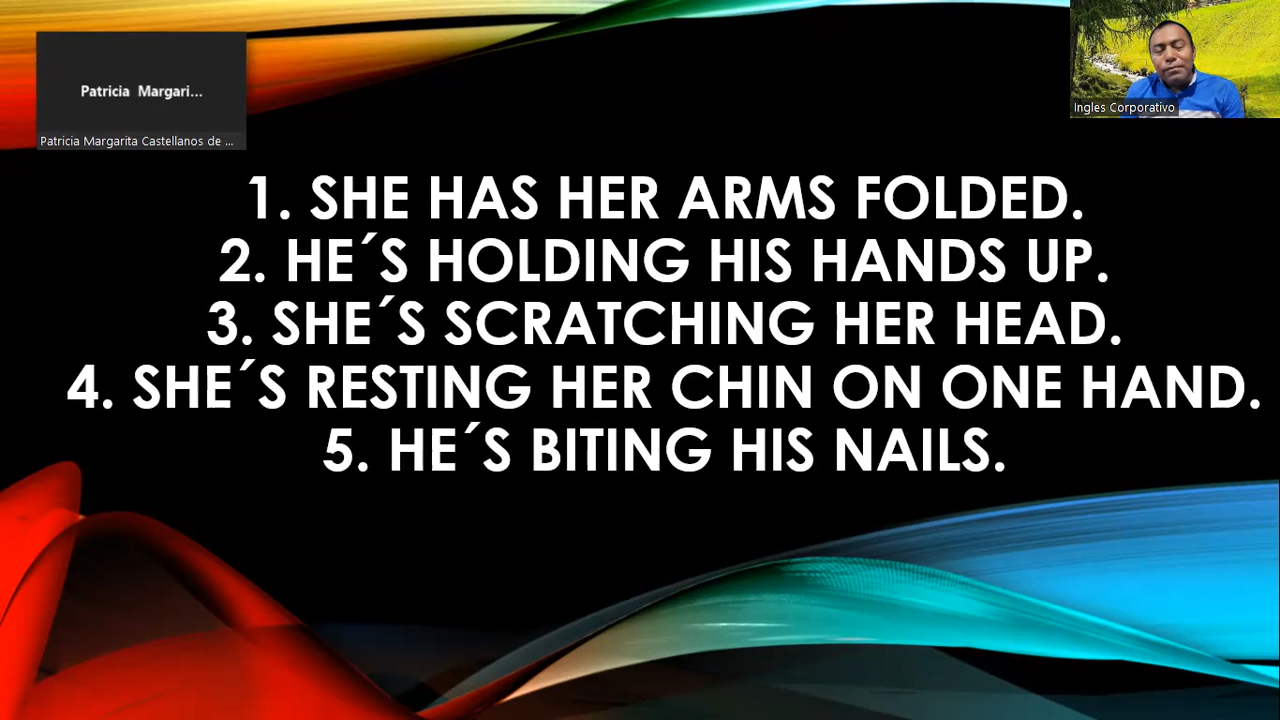 Patricia Margari...
Patricia Margarita Castellanos de ...
Ingles Corporativo
1. SHE HAS HER ARMS FOLDED.
2. HE´S HOLDING HIS HANDS UP.
3. SHE´S SCRATCHING HER HEAD.
4. SHE´S RESTING HER CHIN ON ONE HAND.
5. HE´S BITING HIS NAILS.